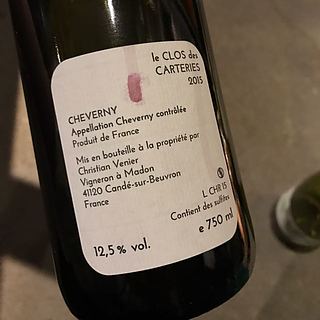 le CLOS des
CARTERIES
2015
CHEVERNY
Appellation Cheverny contrôlée
Produit de France
Mis en bouteille à la propriété par
Christian Venier
Vigneron à Madon
41120 Candé-sur-Beuvron
France
L. CHR 15
Contient des sulfites
12,5 % vol.
e 750 ml